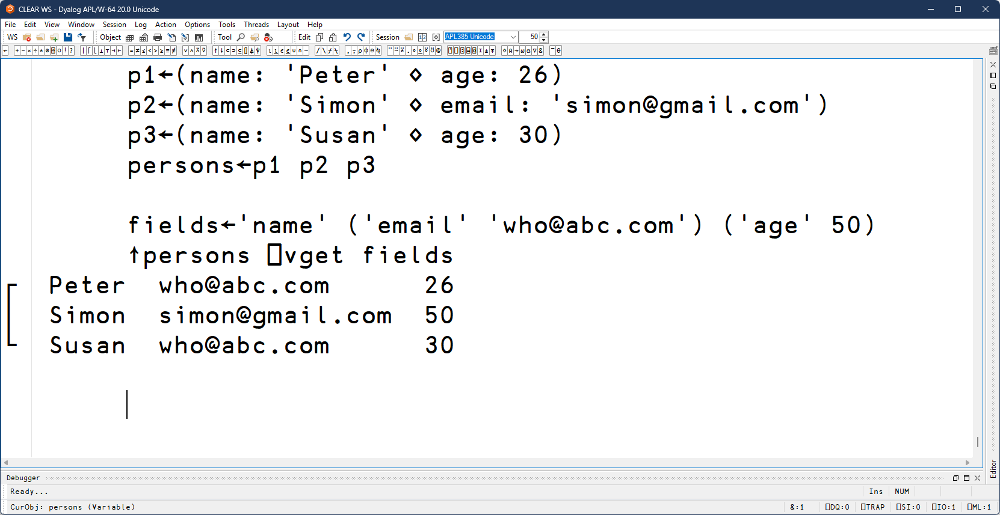 CLEAR WS - Dyalog APL/W-64 20.0 Unicode
File Edit View Window Session Log Action Options Tools Threads Layout Help
WS Object Tool Edit Session APL385 Unicode 50
p1←(name: 'Peter' ⋄ age: 26)
p2←(name: 'Simon' ⋄ email: 'simon@gmail.com')
p3←(name: 'Susan' ⋄ age: 30)
persons←p1 p2 p3
fields←'name' ('email' 'who@abc.com') ('age' 50)
↑persons ⎕vget fields
Peter who@abc.com 26
Simon simon@gmail.com 50
Susan who@abc.com 30
Editor
Debugger
Ready...
Ins NUM
CurObj: persons (Variable)
&:1 ⎕DQ:0 ⎕TRAP ⎕SI:0 ⎕IO:1 ⎕ML:1